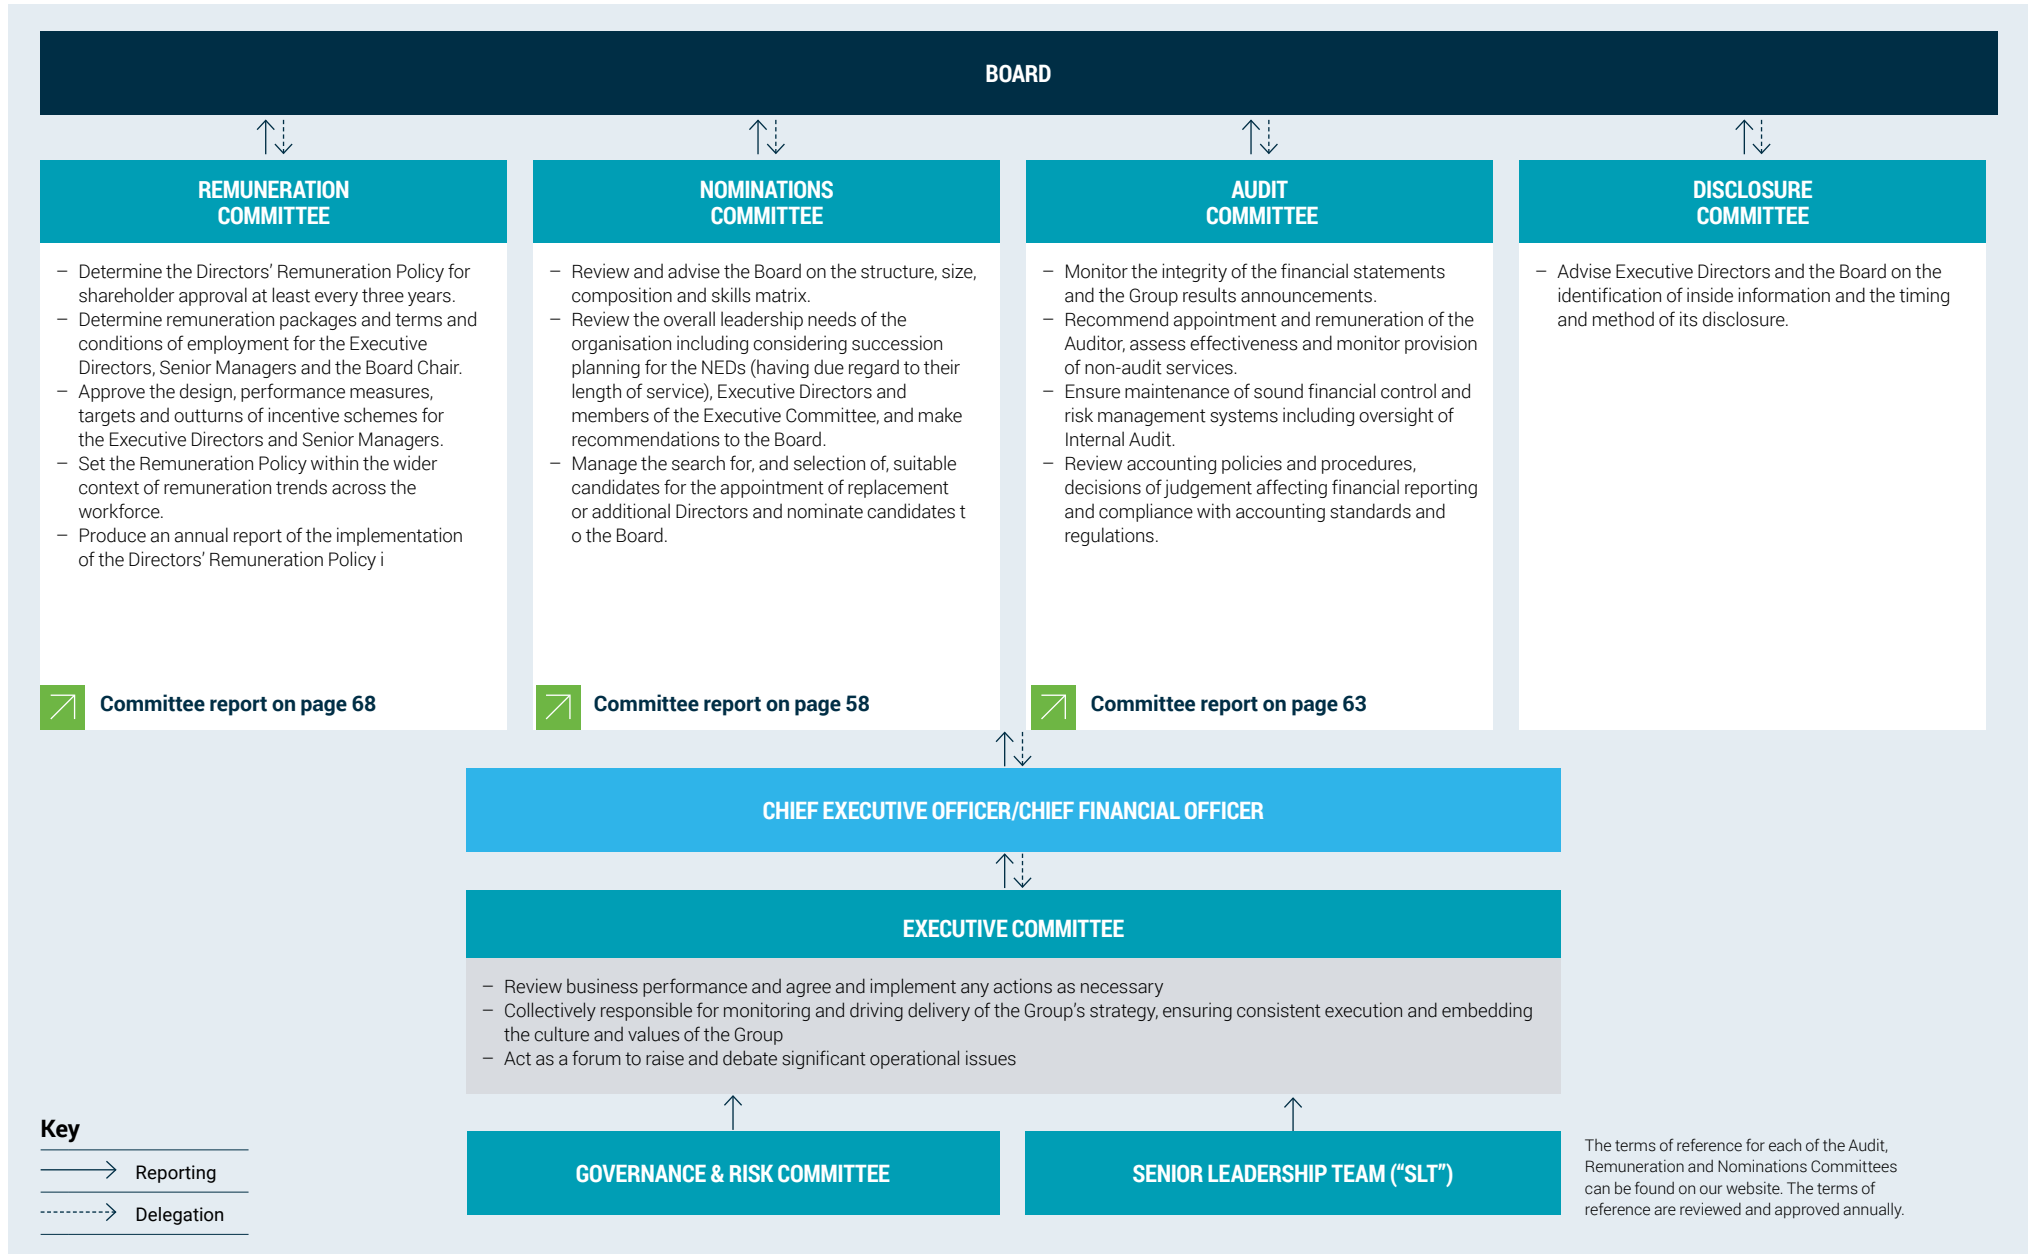 BOARD
REMUNERATION
COMMITTEE
– Determine the Directors’ Remuneration Policy for
shareholder approval at least every three years.
– Determine remuneration packages and terms and
conditions of employment for the Executive
Directors, Senior Managers and the Board Chair.
– Approve the design, performance measures,
targets and outturns of incentive schemes for
the Executive Directors and Senior Managers.
– Set the Remuneration Policy within the wider
context of remuneration trends across the
workforce.
– Produce an annual report of the implementation
of the Directors’ Remuneration Policy i
Committee report on page 68
NOMINATIONS
COMMITTEE
– Review and advise the Board on the structure, size,
composition and skills matrix.
– Review the overall leadership needs of the
organisation including considering succession
planning for the NEDs (having due regard to their
length of service), Executive Directors and
members of the Executive Committee, and make
recommendations to the Board.
– Manage the search for, and selection of, suitable
candidates for the appointment of replacement
or additional Directors and nominate candidates t
o the Board.
Committee report on page 58
AUDIT
COMMITTEE
– Monitor the integrity of the financial statements
and the Group results announcements.
– Recommend appointment and remuneration of the
Auditor, assess effectiveness and monitor provision
of non-audit services.
– Ensure maintenance of sound financial control and
risk management systems including oversight of
Internal Audit.
– Review accounting policies and procedures,
decisions of judgement affecting financial reporting
and compliance with accounting standards and
regulations.
Committee report on page 63
DISCLOSURE
COMMITTEE
– Advise Executive Directors and the Board on the
identification of inside information and the timing
and method of its disclosure.
CHIEF EXECUTIVE OFFICER/CHIEF FINANCIAL OFFICER
EXECUTIVE COMMITTEE
– Review business performance and agree and implement any actions as necessary
– Collectively responsible for monitoring and driving delivery of the Group’s strategy, ensuring consistent execution and embedding
the culture and values of the Group
– Act as a forum to raise and debate significant operational issues
GOVERNANCE & RISK COMMITTEE
SENIOR LEADERSHIP TEAM (“SLT”)
Key
Reporting
Delegation
The terms of reference for each of the Audit,
Remuneration and Nominations Committees
can be found on our website. The terms of
reference are reviewed and approved annually.